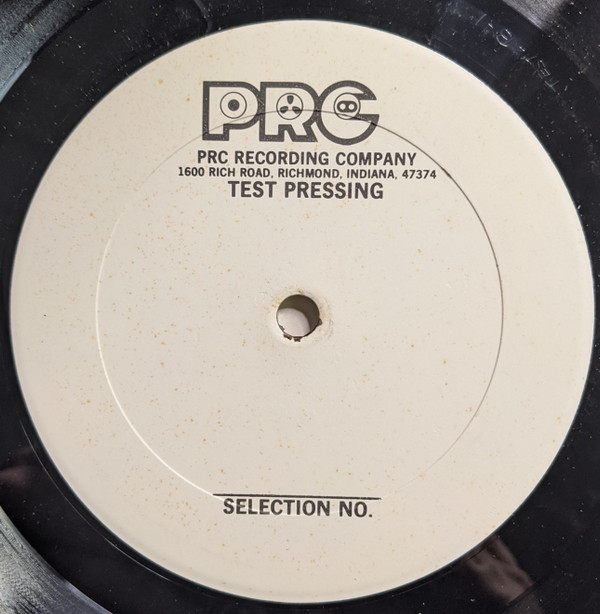 PRC
PRC RECORDING COMPANY
1600 RICH ROAD, RICHMOND, INDIANA, 47374
TEST PRESSING
SELECTION NO.